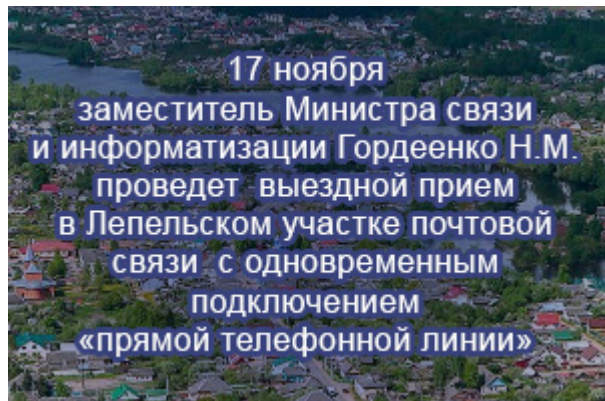 17 ноября
заместитель Министра связи
и информатизации Гордеенко Н.М.
проведет выездной прием
в Лепельском участке почтовой
связи с одновременным
подключением
«прямой телефонной линии»